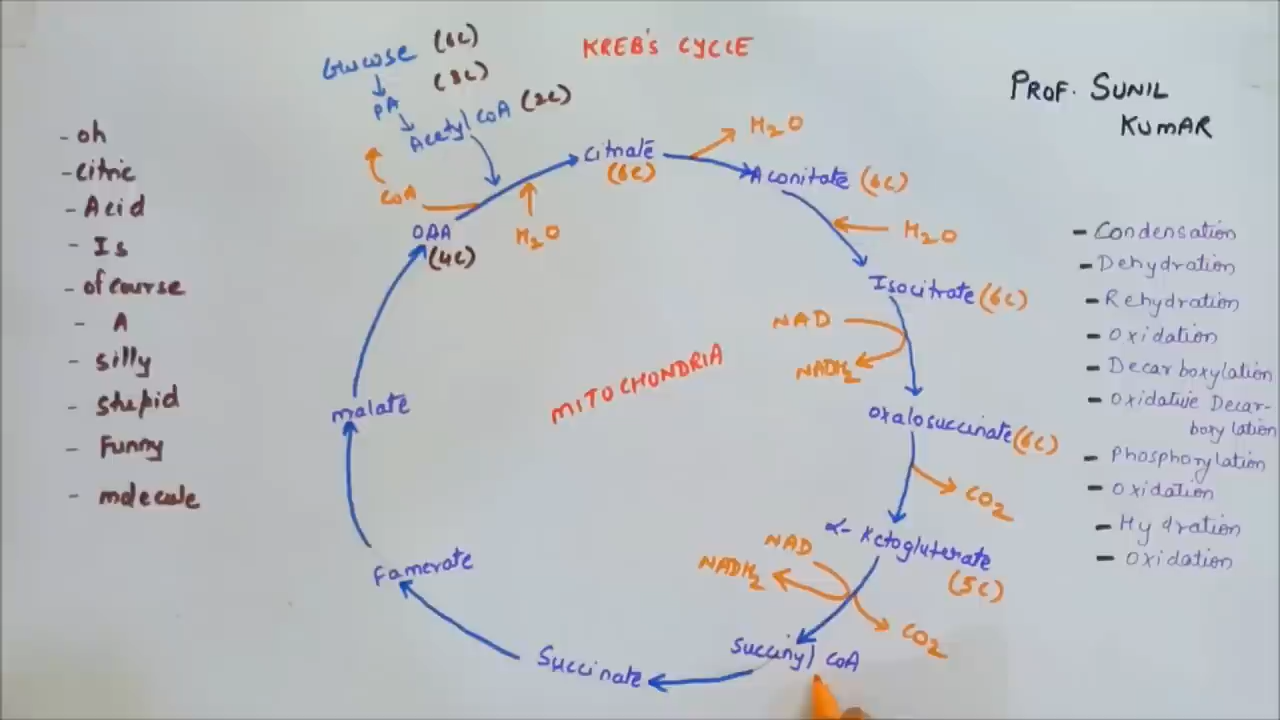 KREB'S CYCLE
PROF. SUNIL
KUMAR
- oh
- citric
- Acid
- Is
- of course
- A
- silly
- stupid
- Funny
- molecule
Glucose (6C)
(3C)
PA
Acetyl CoA (2C)
CoA
OAA
(4C)
H2O
Citrate
(6C)
H2O
Aconitate (6C)
H2O
Isocitrate (6C)
NAD
NADH2
Oxalosuccinate (6C)
CO2
α-Ketogluterate
(5C)
NAD
NADH2
CO2
Succinyl CoA
Succinate
Famerate
malate
MITOCHONDRIA
- Condensation
- Dehydration
- Rehydration
- Oxidation
- Decarboxylation
- Oxidative Decar-
boxylation
- Phosphorylation
- Oxidation
- Hydration
- Oxidation